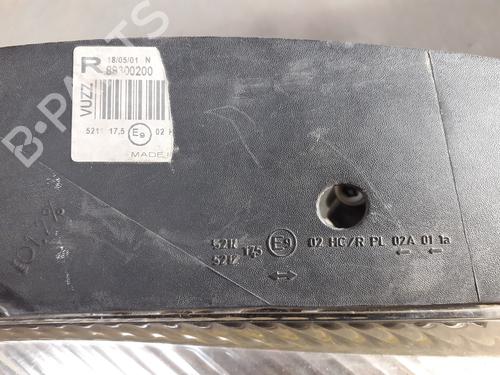 R 18/05/01 N
88300200
VUZZ
5211 17,5 E9 02 H
MADE
B-PARTS
5211
5212 17,5 E9 02 HC/R PL 02A 01 1a